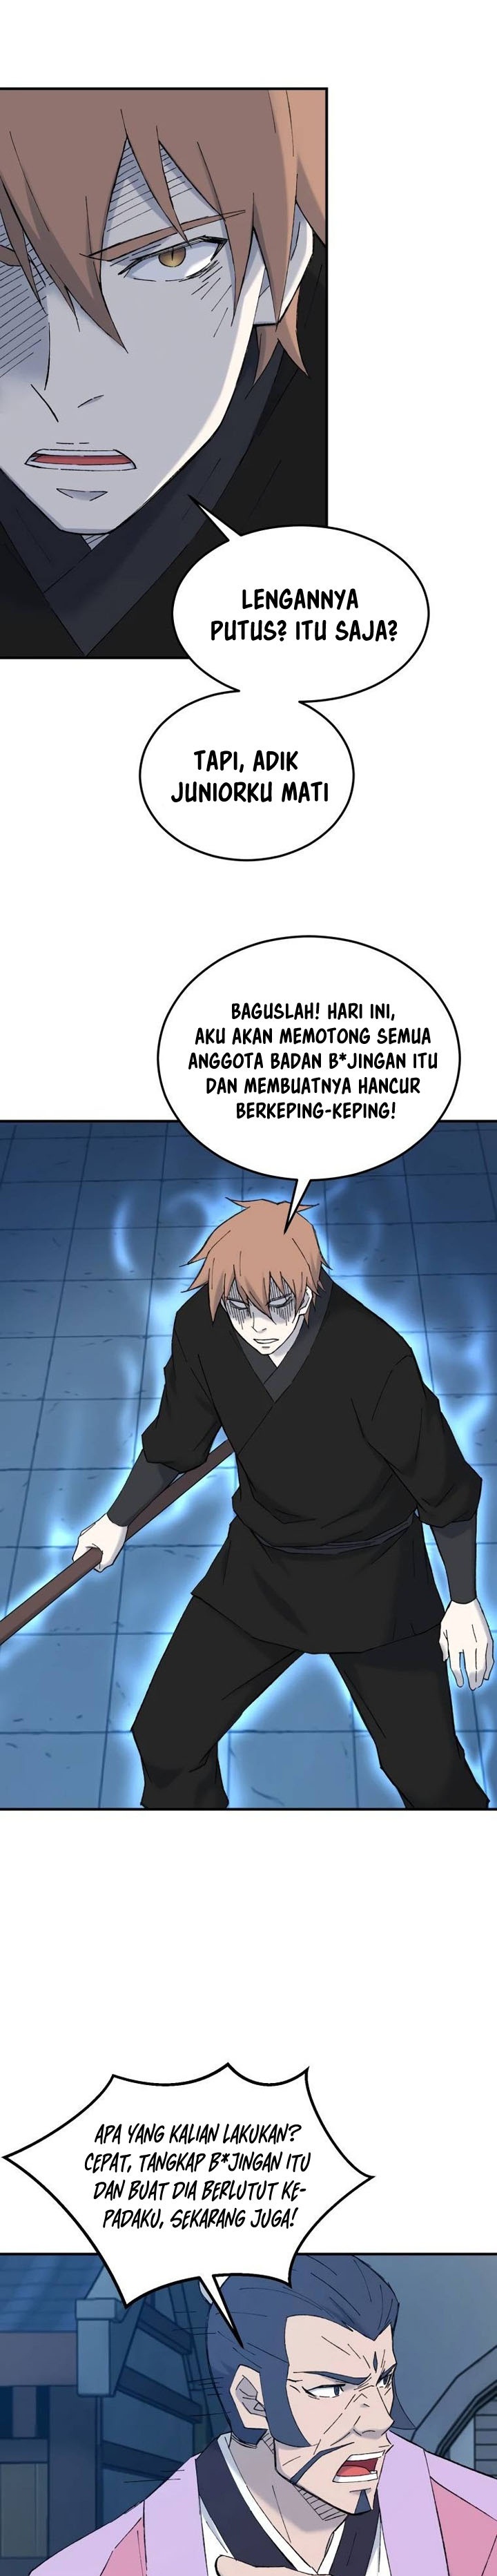 LENGANNYA
PUTUS? ITU SAJA?
TAPI, ADIK
JUNIORKU MATI
BAGUSLAH! HARI INI,
AKU AKAN MEMOTONG SEMUA
ANGGOTA BADAN B*JINGAN ITU
DAN MEMBUATNYA HANCUR
BERKEPING-KEPING!
APA YANG KALIAN LAKUKAN?
CEPAT, TANGKAP B*JINGAN ITU
DAN BUAT DIA BERLUTUT KE-
PADAKU, SEKARANG JUGA!